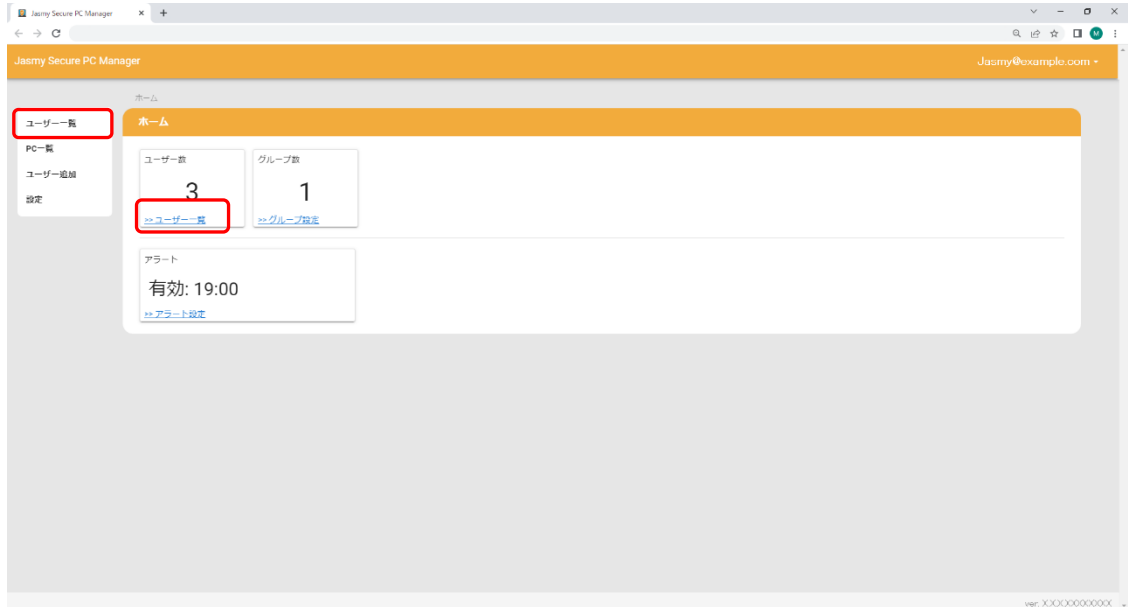 Jasmy Secure PC Manager
M
Jasmy Secure PC Manager
Jasmy@example.com
ホーム
ユーザー一覧
PC一覧
ユーザー追加
設定
ホーム
ユーザー数
3
>> ユーザー一覧
グループ数
1
>> グループ設定
アラート
有効: 19:00
>> アラート設定
ver. X.XXXXXXXXXX